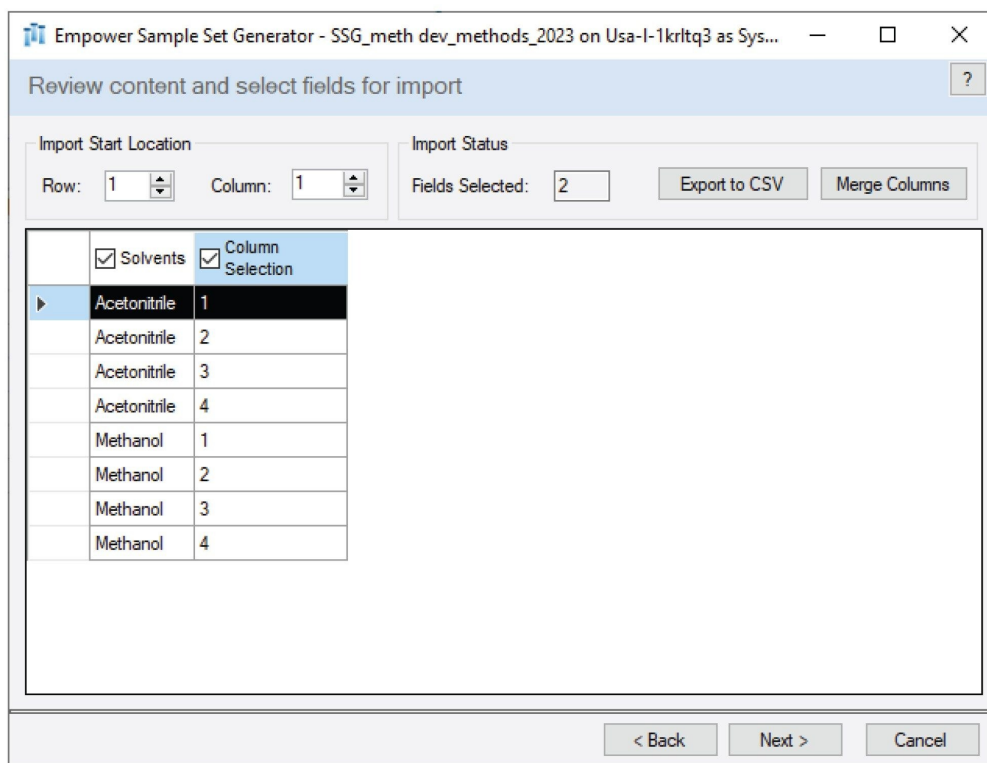 Empower Sample Set Generator - SSG_meth dev_methods_2023 on Usa-l-1krltq3 as Sys...
Review content and select fields for import
?
Import Start Location
Import Status
Row: 1 Column: 1 Fields Selected: 2 Export to CSV Merge Columns
Solvents Column
Selection
Acetonitrile 1
Acetonitrile 2
Acetonitrile 3
Acetonitrile 4
Methanol 1
Methanol 2
Methanol 3
Methanol 4
< Back Next > Cancel